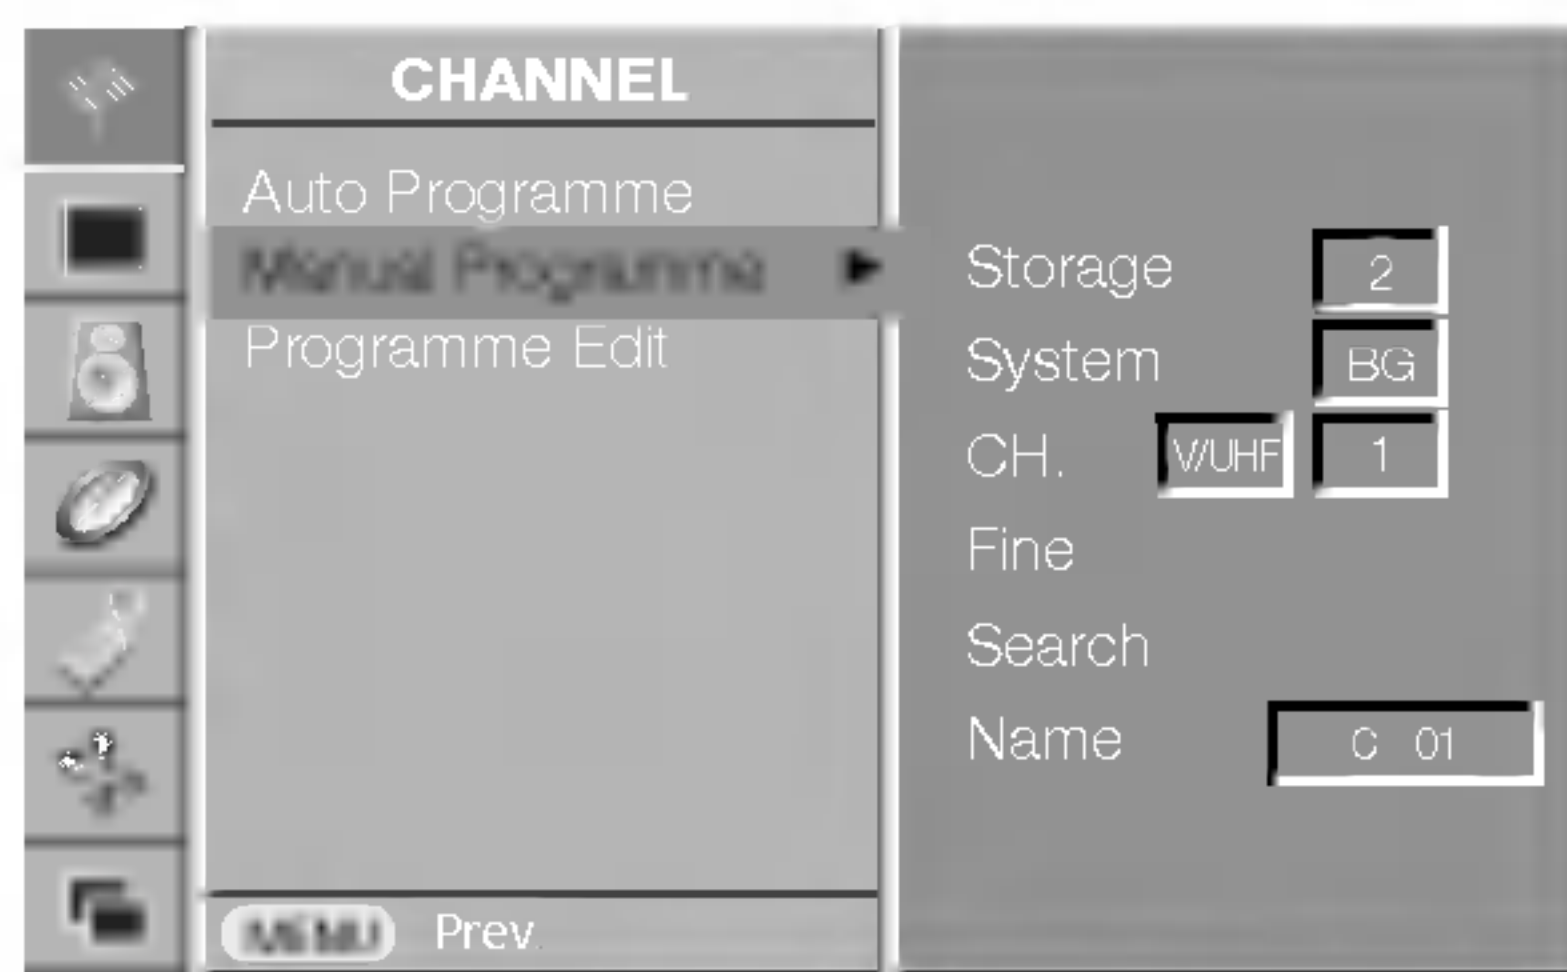 CHANNEL
Auto Programme
Manual Programme
Programme Edit
MENU Prev.
Storage 2
System BG
CH. V/UHF 1
Fine
Search
Name C 01